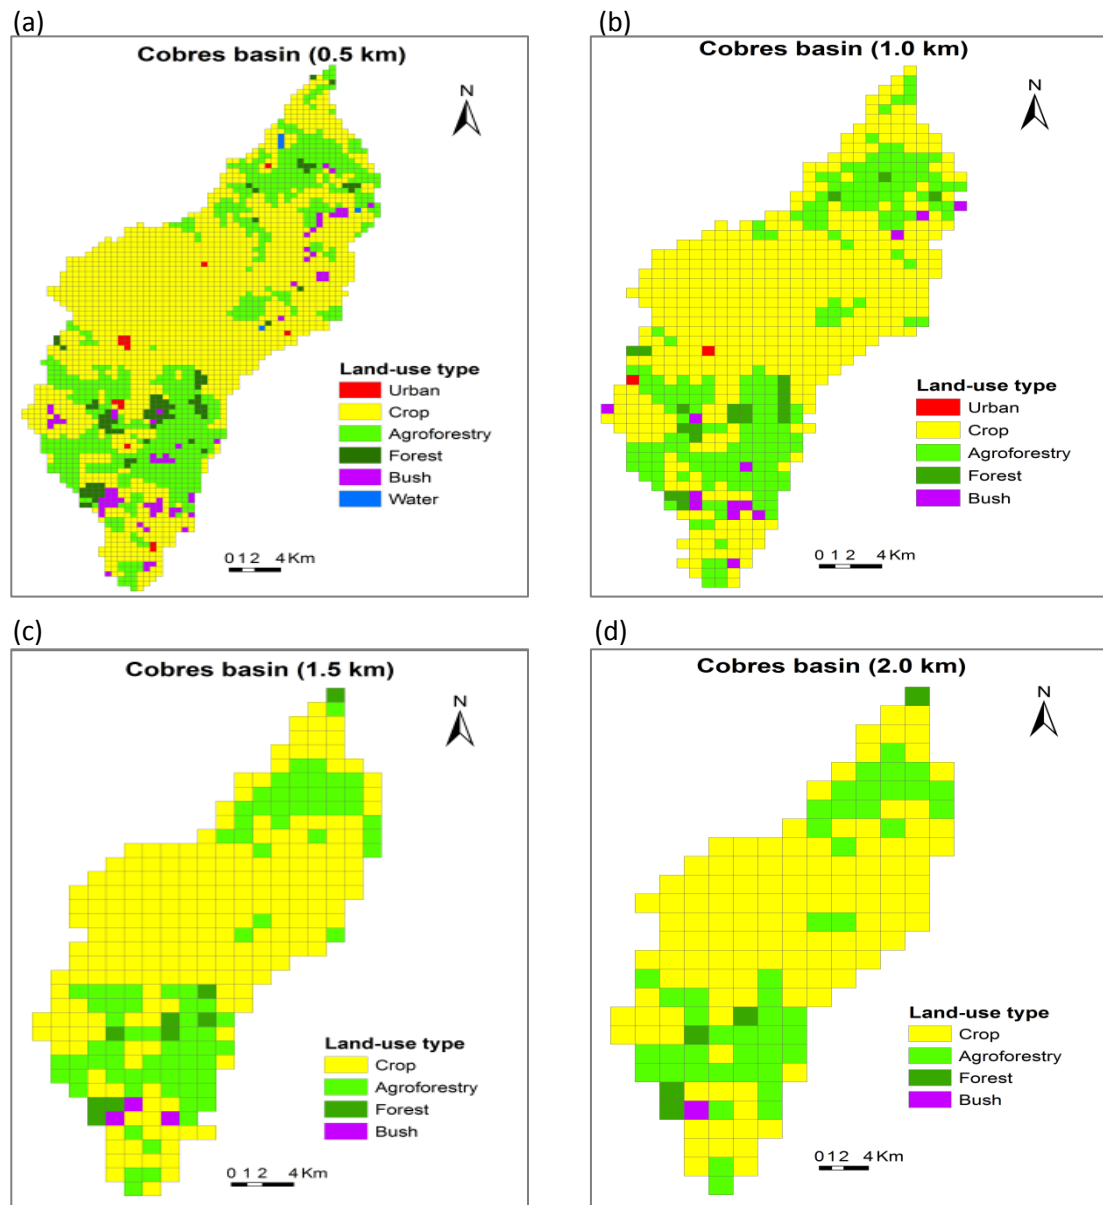 (a)
Cobres basin (0.5 km)
N
Land-use type
Urban
Crop
Agroforestry
Forest
Bush
Water
0 1 2 4 Km
(b)
Cobres basin (1.0 km)
N
Land-use type
Urban
Crop
Agroforestry
Forest
Bush
0 1 2 4 Km
(c)
Cobres basin (1.5 km)
N
Land-use type
Crop
Agroforestry
Forest
Bush
0 1 2 4 Km
(d)
Cobres basin (2.0 km)
N
Land-use type
Crop
Agroforestry
Forest
Bush
0 1 2 4 Km